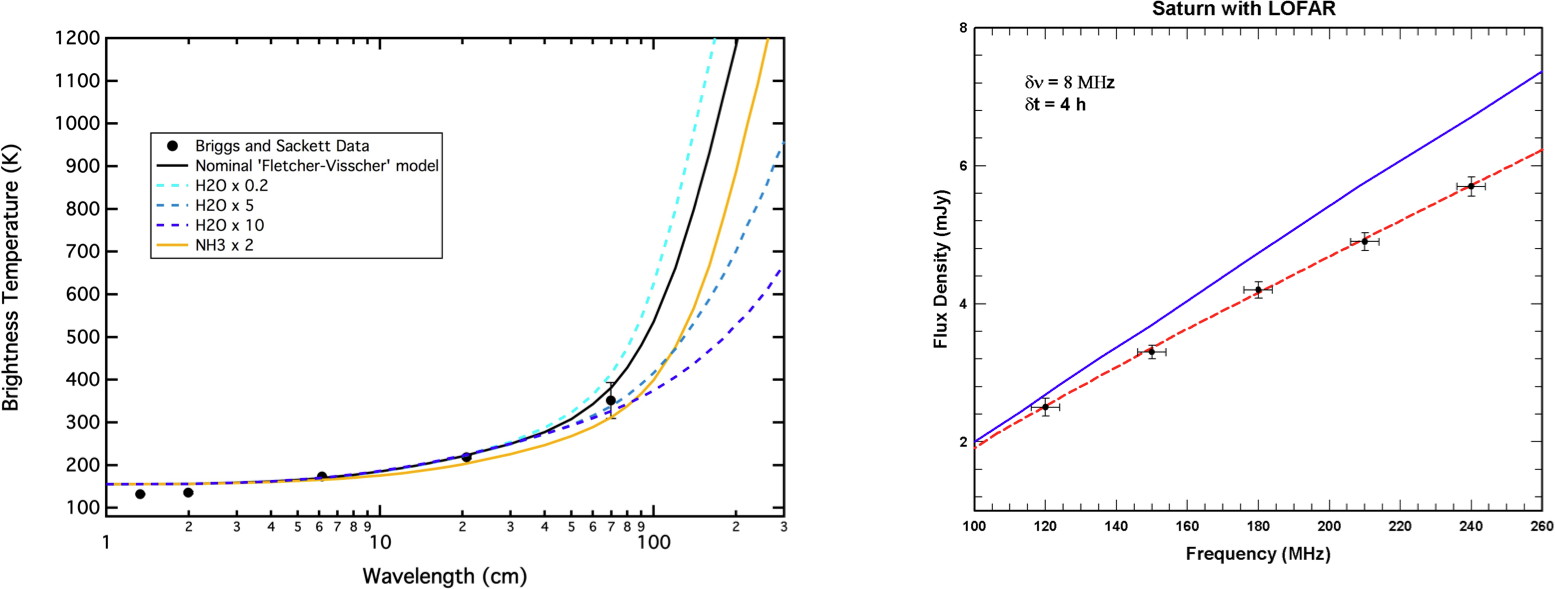 Brightness Temperature (K)
1200
1100
1000
900
800
700
600
500
400
300
200
100
Briggs and Sackett Data
Nominal 'Fletcher-Visscher' model
H2O x 0.2
H2O x 5
H2O x 10
NH3 x 2
2 3 4 5 6 7 8 9 2 3 4 5 6 7 8 9 2 3
1 10 100
Wavelength (cm)
Saturn with LOFAR
Flux Density (mJy)
8
6
4
2
δν = 8 MHz
δt = 4 h
100 120 140 160 180 200 220 240 260
Frequency (MHz)